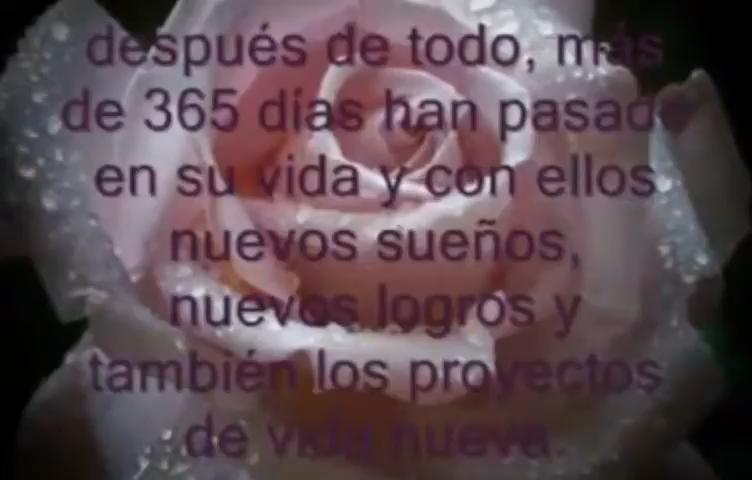 después de todo, más
de 365 días han pasado
en su vida y con ellos
nuevos sueños,
nuevos logros y
también los proyectos
de vida nueva.